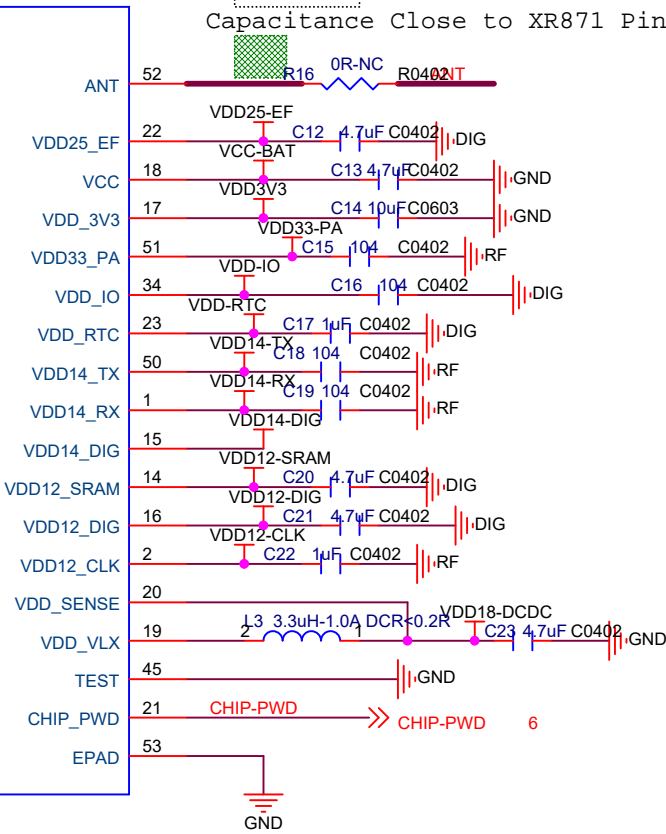 Capacitance Close to XR871 Pin
ANT 52 R16 0R-NC R0402 ANT
VDD25-EF
VDD25_EF 22 C12 4.7uF C0402 DIG
VCC-BAT
VCC 18 C13 4.7uF C0402 GND
VDD3V3
VDD_3V3 17 C14 10uF C0603 GND
VDD33-PA
VDD33_PA 51 C15 104 C0402 RF
VDD-IO
VDD_IO 34 C16 104 C0402 DIG
VDD-RTC
VDD_RTC 23 C17 1uF C0402 DIG
VDD14-TX
VDD14_TX 50 C18 104 C0402 RF
VDD14-RX
VDD14_RX 1 C19 104 C0402 RF
VDD14-DIG
VDD14_DIG 15
VDD12-SRAM
VDD12_SRAM 14 C20 4.7uF C0402 DIG
VDD12-DIG
VDD12_DIG 16 C21 4.7uF C0402 DIG
VDD12-CLK
VDD12_CLK 2 C22 1uF C0402 RF
VDD_SENSE 20
VDD18-DCDC
VDD_VLX 19 2 L3 3.3uH-1.0A DCR<0.2R 1 C23 4.7uF C0402 GND
TEST 45 GND
CHIP_PWD 21 CHIP-PWD CHIP-PWD 6
EPAD 53
GND